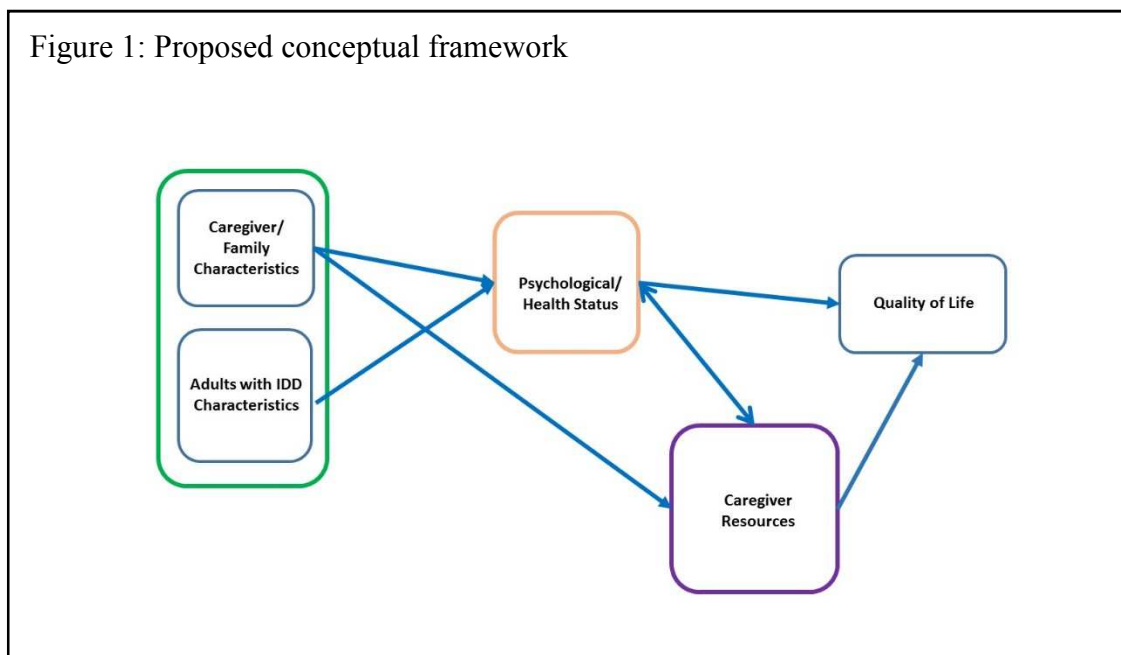 Figure 1: Proposed conceptual framework
Caregiver/
Family
Characteristics
Adults with IDD
Characteristics
Psychological/
Health Status
Quality of Life
Caregiver
Resources